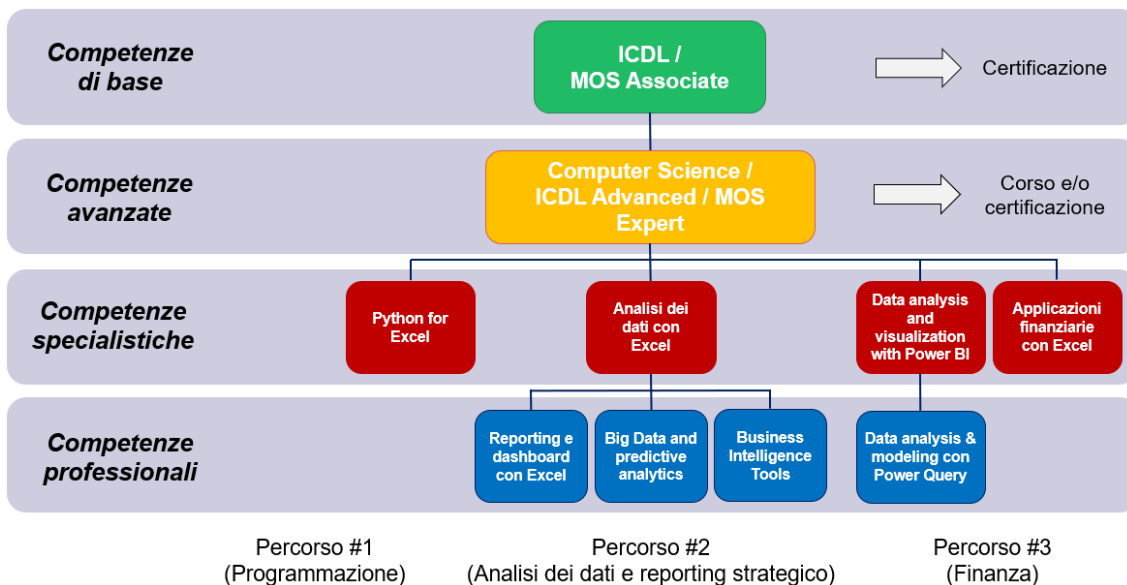 Competenze
di base
ICDL /
MOS Associate
Certificazione
Competenze
avanzate
Computer Science /
ICDL Advanced / MOS
Expert
Corso e/o
certificazione
Competenze
specialistiche
Python for
Excel
Analisi dei
dati con
Excel
Data analysis
and
visualization
with Power BI
Applicazioni
finanziarie
con Excel
Competenze
professionali
Reporting e
dashboard
con Excel
Big Data and
predictive
analytics
Business
Intelligence
Tools
Data analysis &
modeling con
Power Query
Percorso #1
(Programmazione)
Percorso #2
(Analisi dei dati e reporting strategico)
Percorso #3
(Finanza)